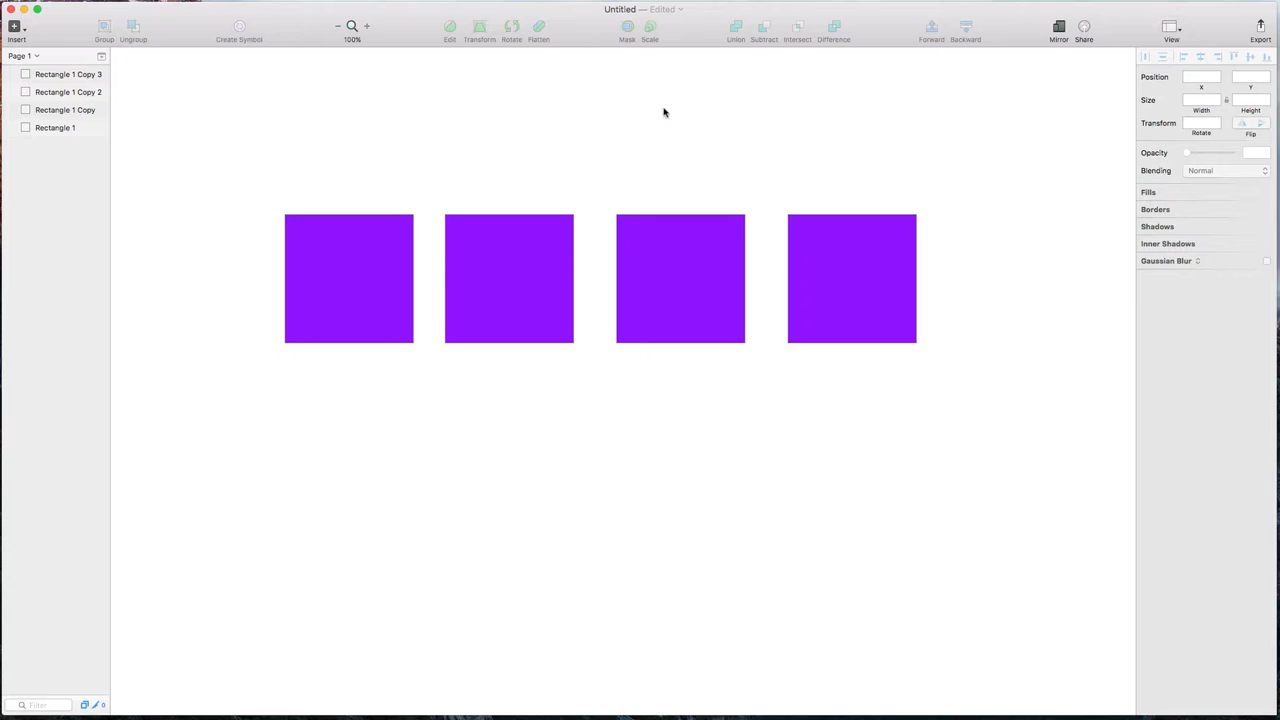 Untitled — Edited
Insert
Group
Ungroup
Create Symbol
100%
Edit
Transform
Rotate
Flatten
Mask
Scale
Union
Subtract
Intersect
Difference
Forward
Backward
Mirror
Share
View
Export
Page 1
Rectangle 1 Copy 3
Rectangle 1 Copy 2
Rectangle 1 Copy
Rectangle 1
Position
X
Y
Size
Width
Height
Transform
Rotate
Flip
Opacity
Blending
Normal
Fills
Borders
Shadows
Inner Shadows
Gaussian Blur
Filter
0